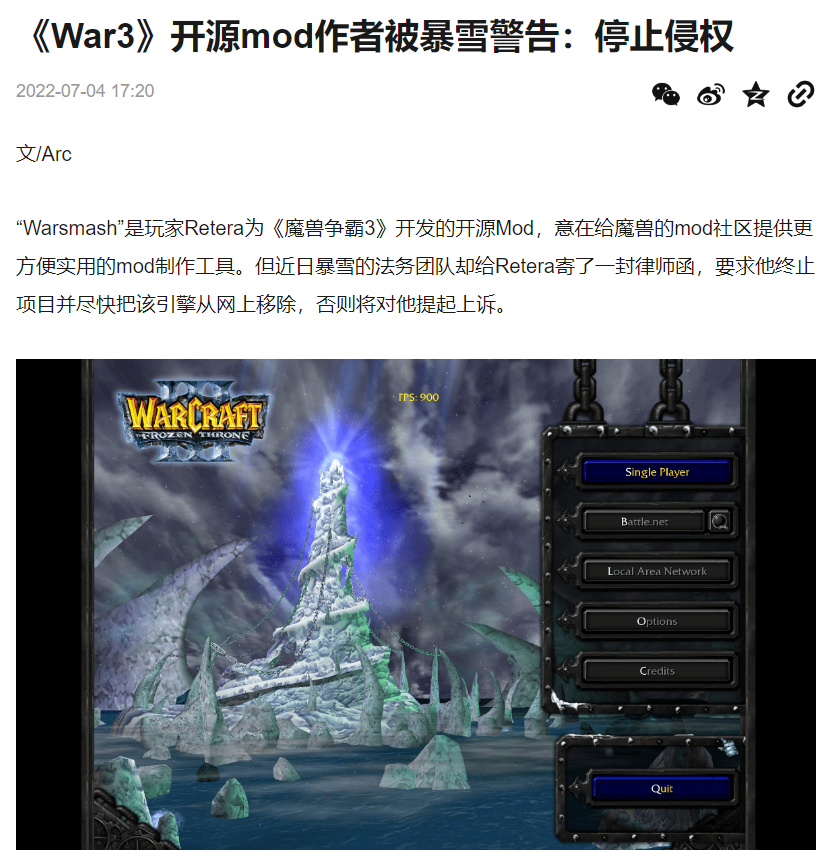 《War3》开源mod作者被暴雪警告：停止侵权
2022-07-04 17:20
文/Arc
“Warsmash”是玩家Retera为《魔兽争霸3》开发的开源Mod，意在给魔兽的mod社区提供更
方便实用的mod制作工具。但近日暴雪的法务团队却给Retera寄了一封律师函，要求他终止
项目并尽快把该引擎从网上移除，否则将对他提起上诉。
FPS: 900
WARCRAFT
III
FROZEN THRONE
Single Player
Battle.net
Local Area Network
Options
Credits
Quit